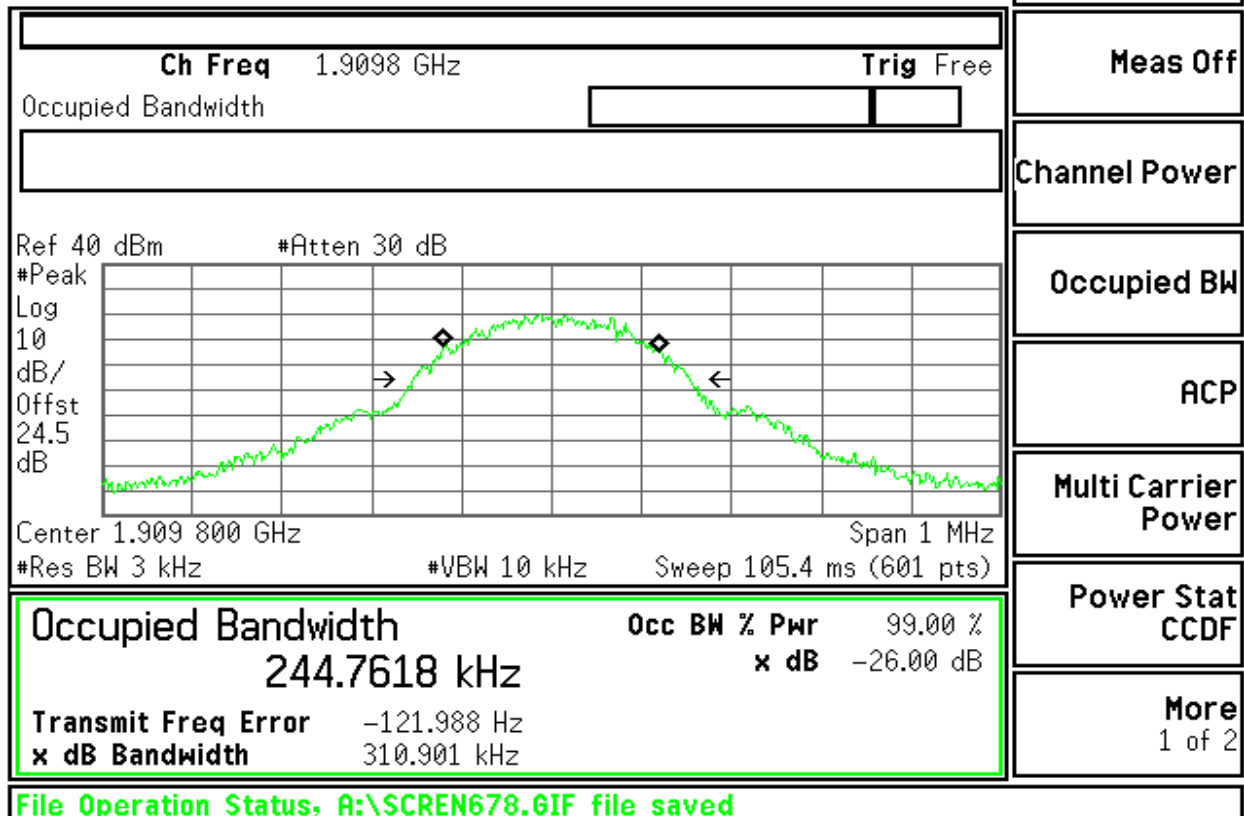 Ch Freq 1.9098 GHz Trig Free
Occupied Bandwidth
Ref 40 dBm #Atten 30 dB
#Peak
Log
10
dB/
Offst
24.5
dB
Center 1.909 800 GHz Span 1 MHz
#Res BW 3 kHz #VBW 10 kHz Sweep 105.4 ms (601 pts)
Occupied Bandwidth
244.7618 kHz
Occ BW % Pwr 99.00 %
x dB -26.00 dB
Transmit Freq Error -121.988 Hz
x dB Bandwidth 310.901 kHz
File Operation Status, A:\SCREN678.GIF file saved
Meas Off
Channel Power
Occupied BW
ACP
Multi Carrier
Power
Power Stat
CCDF
More
1 of 2